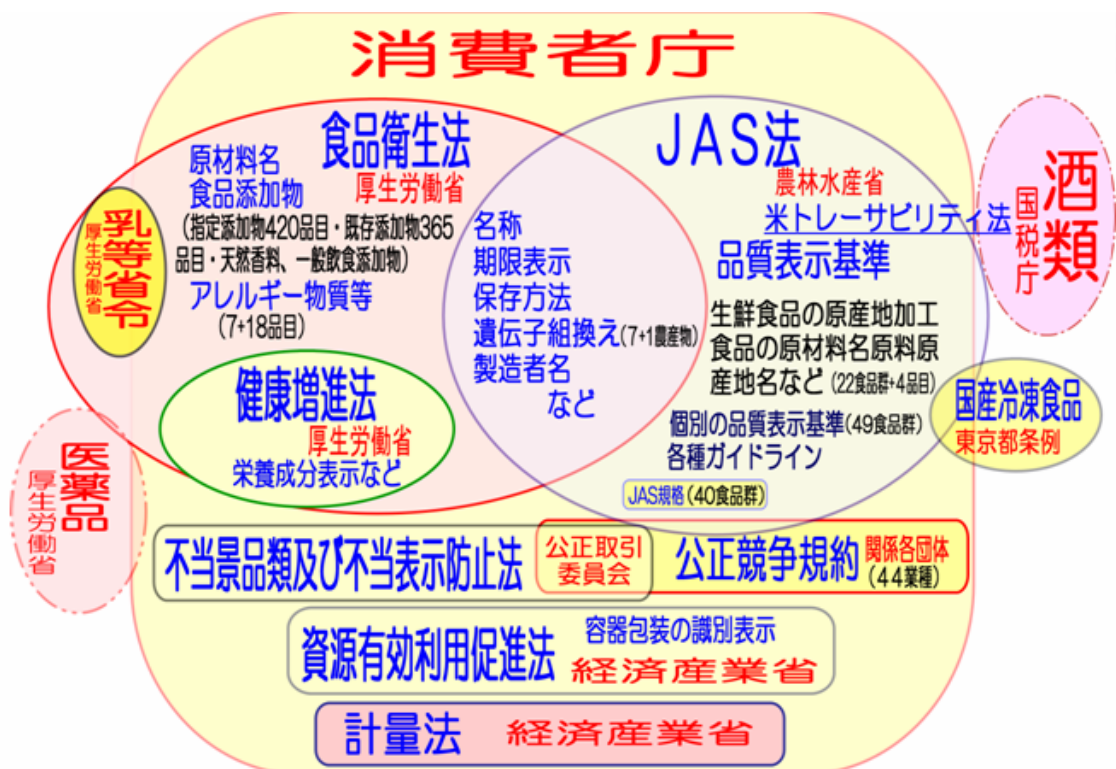 消費者庁
食品衛生法
厚生労働省
原材料名
食品添加物
(指定添加物420品目・既存添加物365
品目・天然香料、一般飲食添加物)
アレルギー物質等
(7+18品目)
乳等省令
厚生労働省
健康増進法
厚生労働省
栄養成分表示など
医薬品
厚生労働省
名称
期限表示
保存方法
遺伝子組換え(7+1農産物)
製造者名
など
JAS法
農林水産省
米トレーサビリティ法
品質表示基準
生鮮食品の原産地加工
食品の原材料名原料原
産地名など(22食品群+4品目)
個別の品質表示基準(49食品群)
各種ガイドライン
JAS規格(40食品群)
酒類
国税庁
国産冷凍食品
東京都条例
不当景品類及び不当表示防止法
公正取引
委員会
公正競争規約
関係各団体
(44業種)
資源有効利用促進法
容器包装の識別表示
経済産業省
計量法
経済産業省